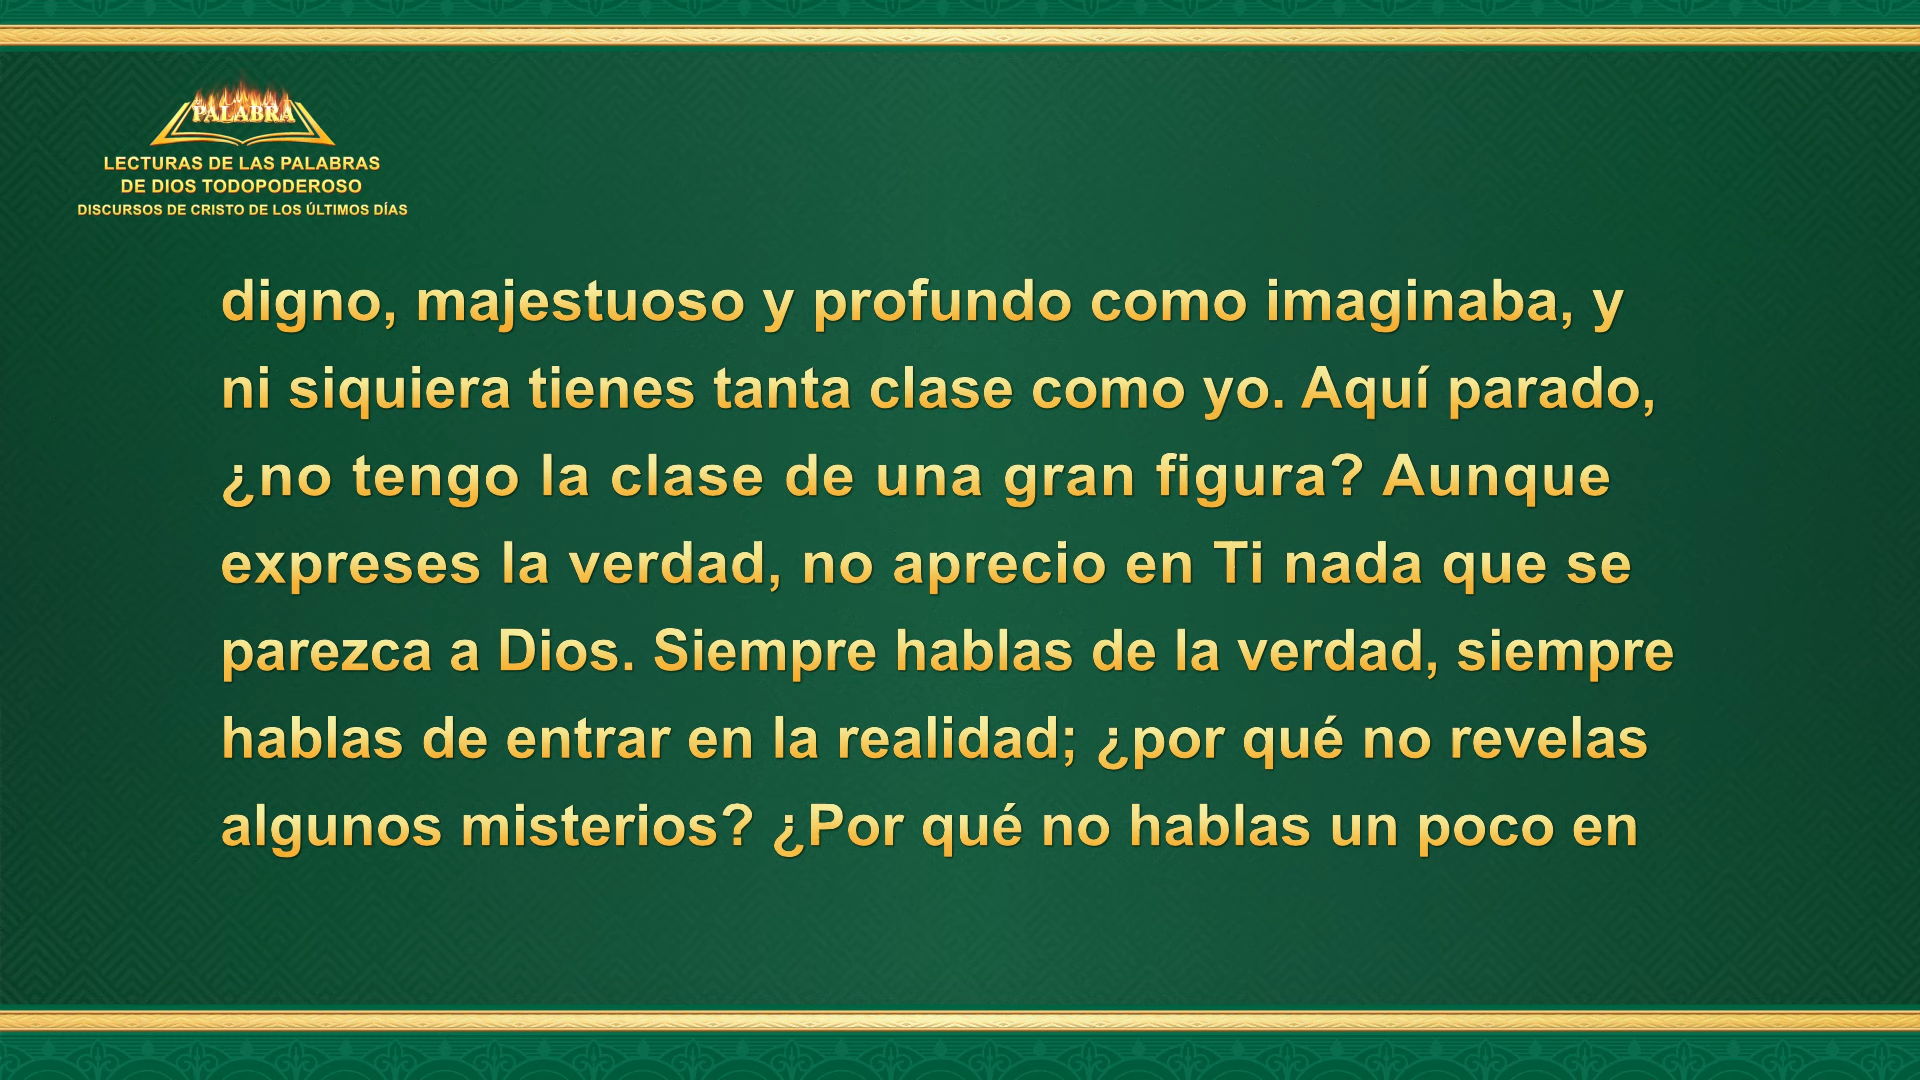 PALABRA
LECTURAS DE LAS PALABRAS
DE DIOS TODOPODEROSO
DISCURSOS DE CRISTO DE LOS ÚLTIMOS DÍAS
digno, majestuoso y profundo como imaginaba, y
ni siquiera tienes tanta clase como yo. Aquí parado,
¿no tengo la clase de una gran figura? Aunque
expreses la verdad, no aprecio en Ti nada que se
parezca a Dios. Siempre hablas de la verdad, siempre
hablas de entrar en la realidad; ¿por qué no revelas
algunos misterios? ¿Por qué no hablas un poco en